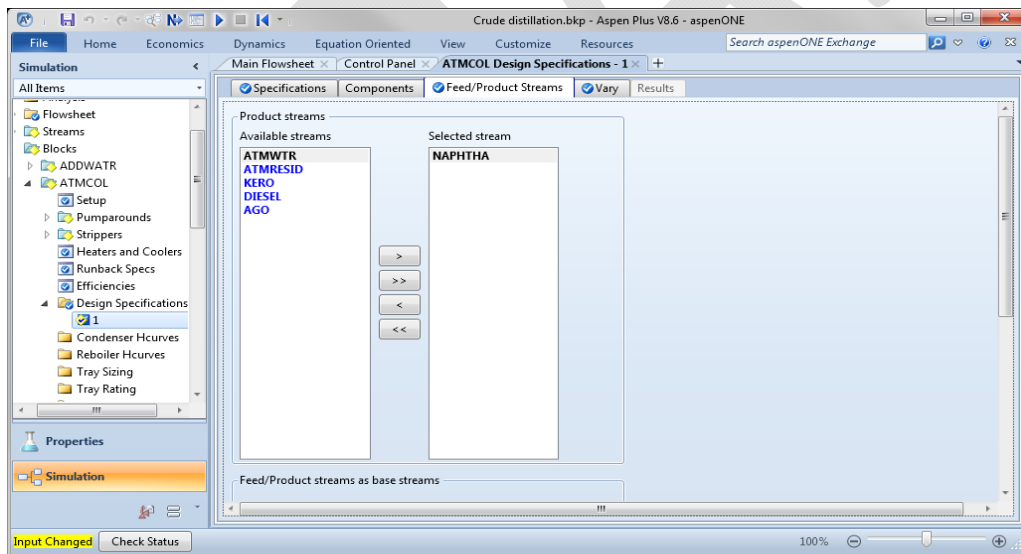 Crude distillation.bkp - Aspen Plus V8.6 - aspenONE
File Home Economics Dynamics Equation Oriented View Customize Resources Search aspenONE Exchange
Simulation < Main Flowsheet × Control Panel × ATMCOL Design Specifications - 1 × +
All Items Specifications Components Feed/Product Streams Vary Results
Flowsheet
Streams
Blocks
ADDWATR
ATMCOL
Setup
Pumparounds
Strippers
Heaters and Coolers
Runback Specs
Efficiencies
Design Specifications
1
Condenser Hcurves
Reboiler Hcurves
Tray Sizing
Tray Rating
Properties
Simulation
Product streams
Available streams Selected stream
ATMWTR NAPHTHA
ATMRESID
KERO
DIESEL
AGO
>
>>
<
<<
Feed/Product streams as base streams
Input Changed Check Status 100%